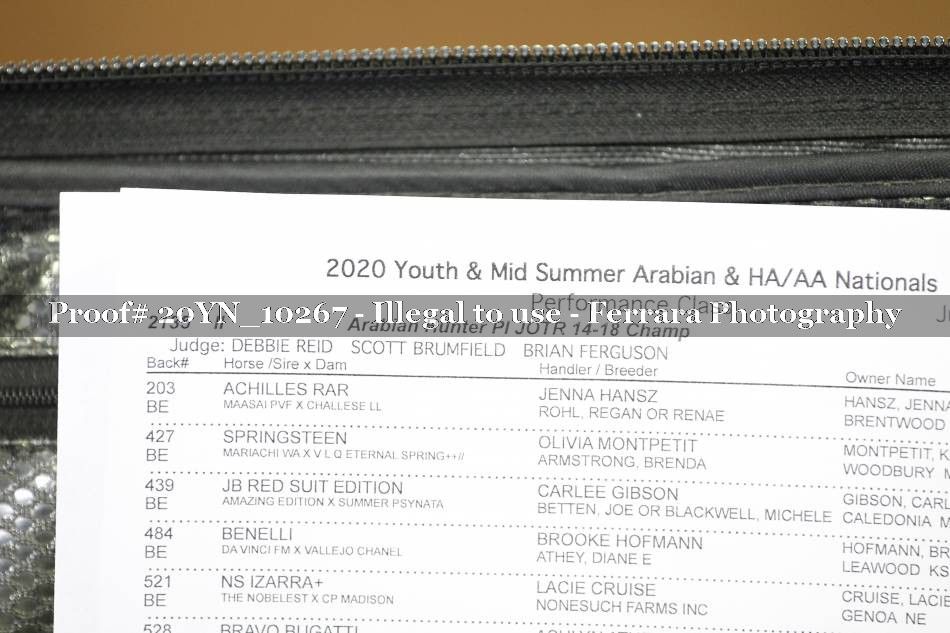 2020 Youth & Mid Summer Arabian & HA/AA Nationals
Performance
Proof# 20YN_10267 - Illegal to use - Ferrara Photography
2135 Arabian Hunter Pl JOTR 14-18 Champ
Judge: DEBBIE REID SCOTT BRUMFIELD BRIAN FERGUSON
Back# Horse /Sire x Dam Handler / Breeder Owner Name
203 ACHILLES RAR JENNA HANSZ HANSZ, JENNA
BE MAASAI PVF X CHALLESE LL ROHL, REGAN OR RENAE BRENTWOOD
427 SPRINGSTEEN OLIVIA MONTPETIT MONTPETIT, K
BE MARIACHI WA X V L Q ETERNAL SPRING++// ARMSTRONG, BRENDA WOODBURY M
439 JB RED SUIT EDITION CARLEE GIBSON GIBSON, CARL
BE AMAZING EDITION X SUMMER PSYNATA BETTEN, JOE OR BLACKWELL, MICHELE CALEDONIA M
484 BENELLI BROOKE HOFMANN HOFMANN, BR
BE DA VINCI FM X VALLEJO CHANEL ATHEY, DIANE E LEAWOOD KS
521 NS IZARRA+ LACIE CRUISE CRUISE, LACIE
BE THE NOBELEST X CP MADISON NONESUCH FARMS INC GENOA NE
528 BRAVO BUGATTI